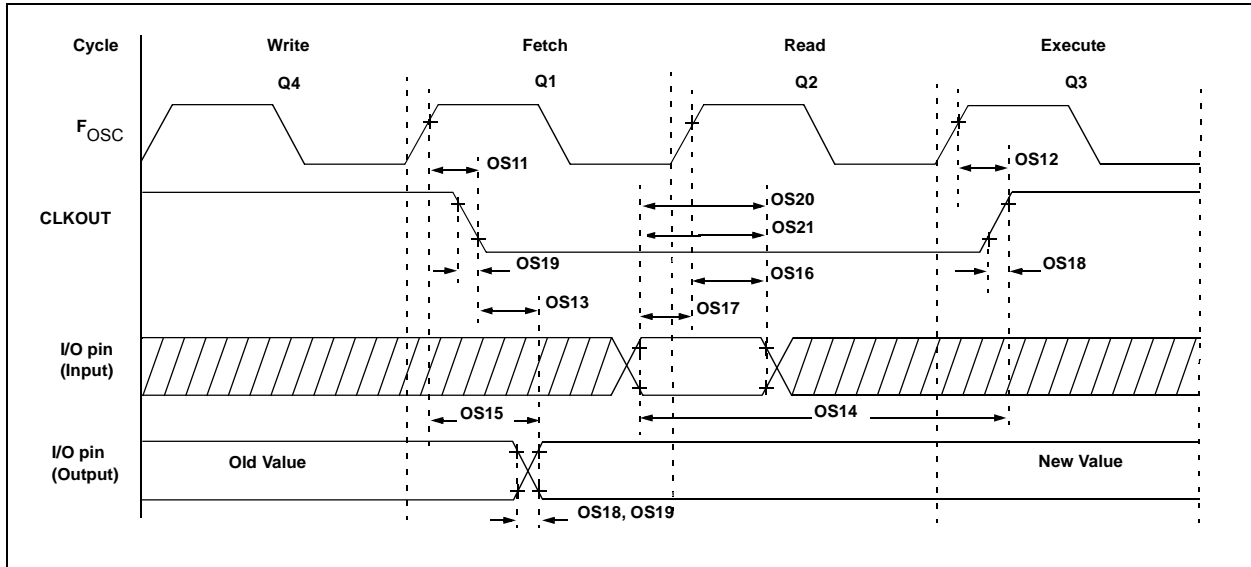 Cycle Write Fetch Read Execute
Q4 Q1 Q2 Q3
FOSC
OS11 OS12
CLKOUT
OS20
OS21
OS19 OS16 OS18
OS13 OS17
I/O pin
(Input)
OS15 OS14
I/O pin
(Output)
Old Value New Value
OS18, OS19